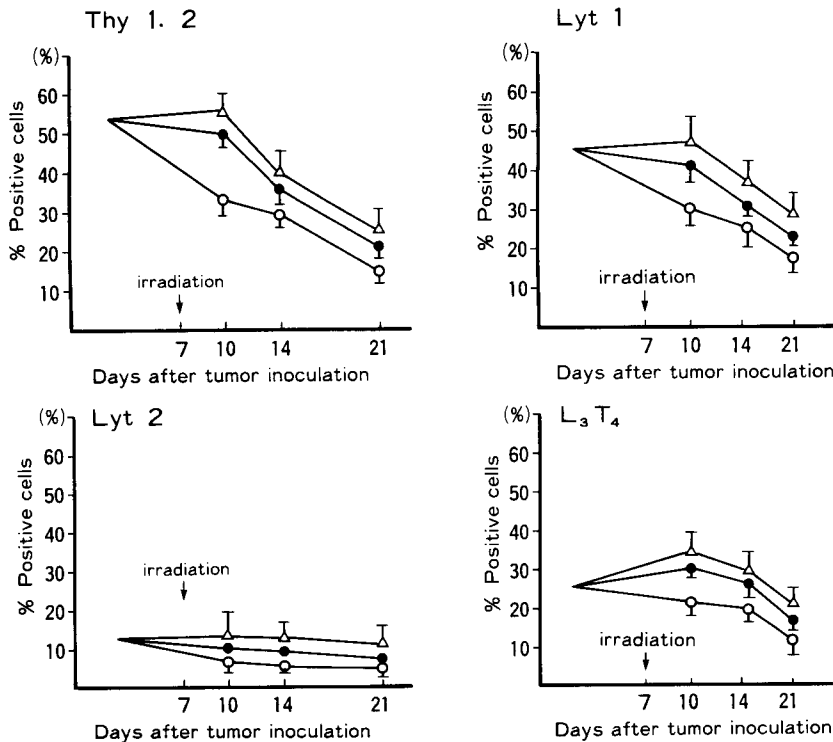 Thy 1. 2
(%)
60
50
40
30
20
10
% Positive cells
irradiation
7 10 14 21
Days after tumor inoculation
Lyt 1
(%)
60
50
40
30
20
10
% Positive cells
irradiation
7 10 14 21
Days after tumor inoculation
Lyt 2
(%)
60
50
40
30
20
10
% Positive cells
irradiation
7 10 14 21
Days after tumor inoculation
L₃T₄
(%)
60
50
40
30
20
10
% Positive cells
irradiation
7 10 14 21
Days after tumor inoculation